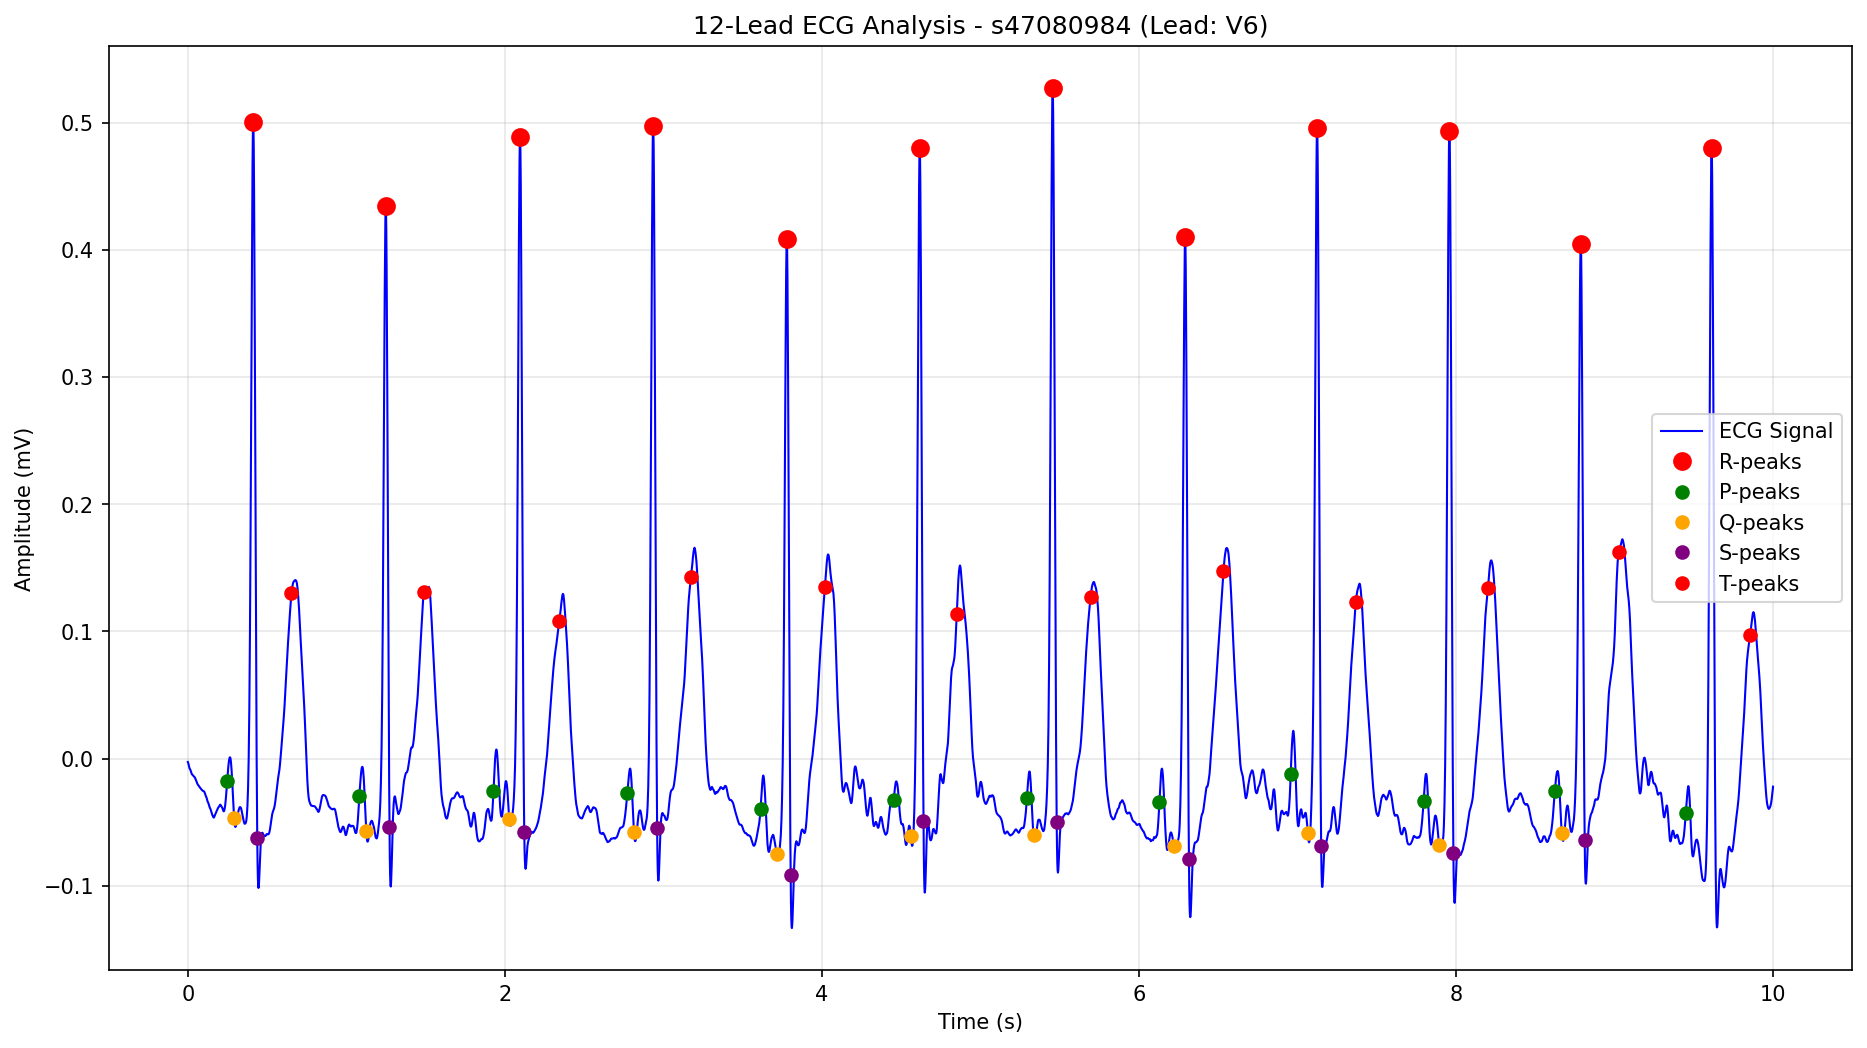 12-Lead ECG Analysis - s47080984 (Lead: V6)
Amplitude (mV)
0.5
0.4
0.3
0.2
0.1
0.0
−0.1
ECG Signal
R-peaks
P-peaks
Q-peaks
S-peaks
T-peaks
0 2 4 6 8 10
Time (s)